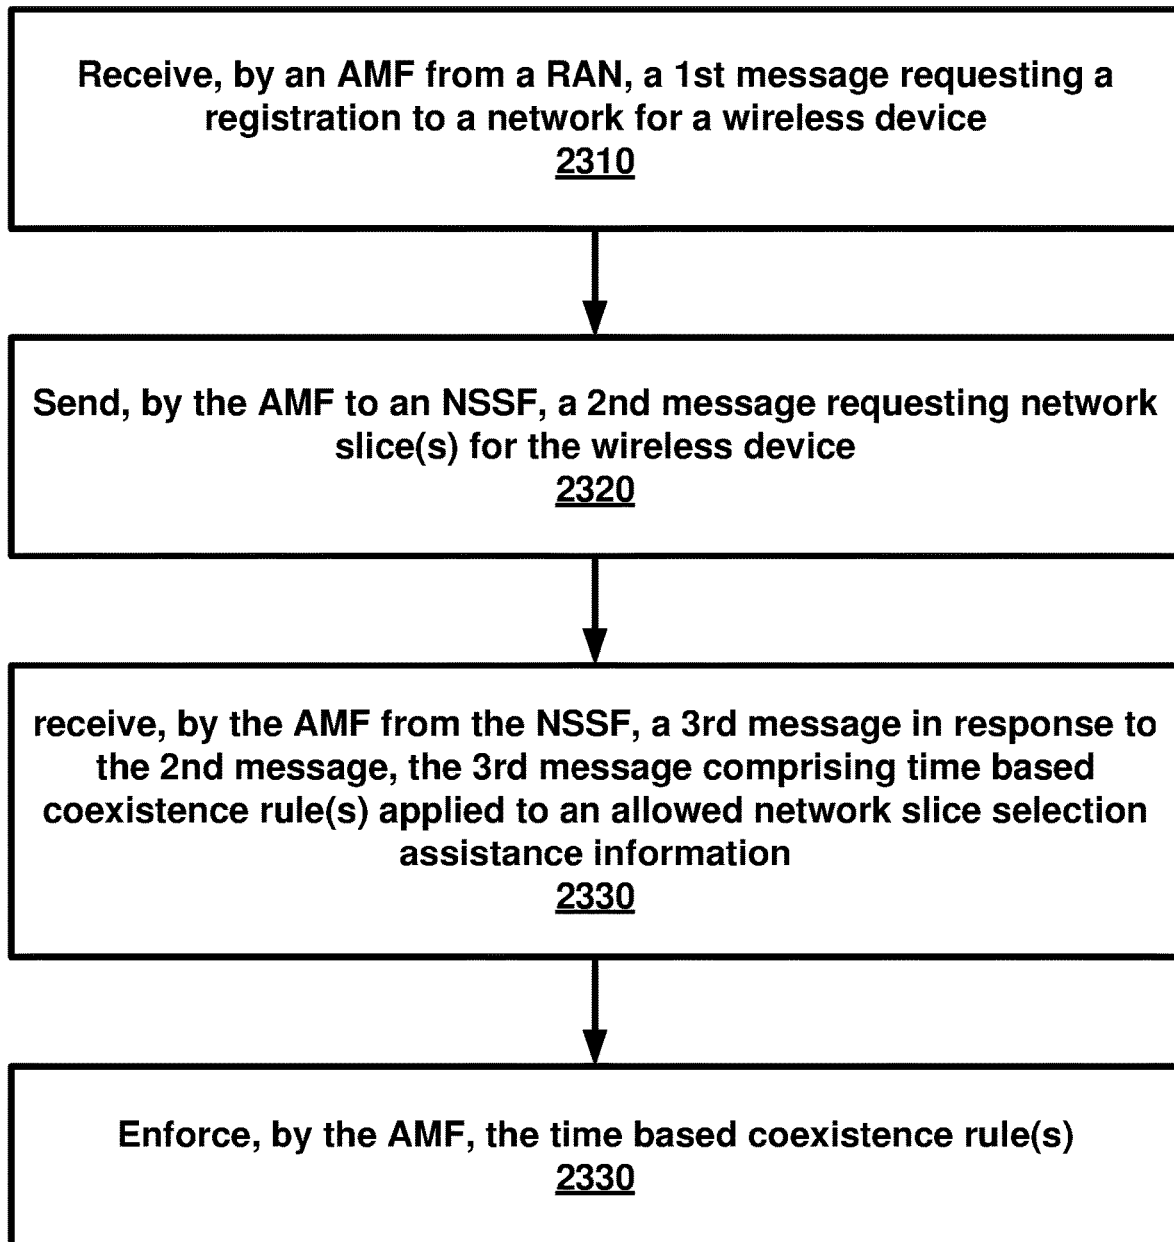 Receive, by an AMF from a RAN, a 1st message requesting a
registration to a network for a wireless device
2310
Send, by the AMF to an NSSF, a 2nd message requesting network
slice(s) for the wireless device
2320
receive, by the AMF from the NSSF, a 3rd message in response to
the 2nd message, the 3rd message comprising time based
coexistence rule(s) applied to an allowed network slice selection
assistance information
2330
Enforce, by the AMF, the time based coexistence rule(s)
2330